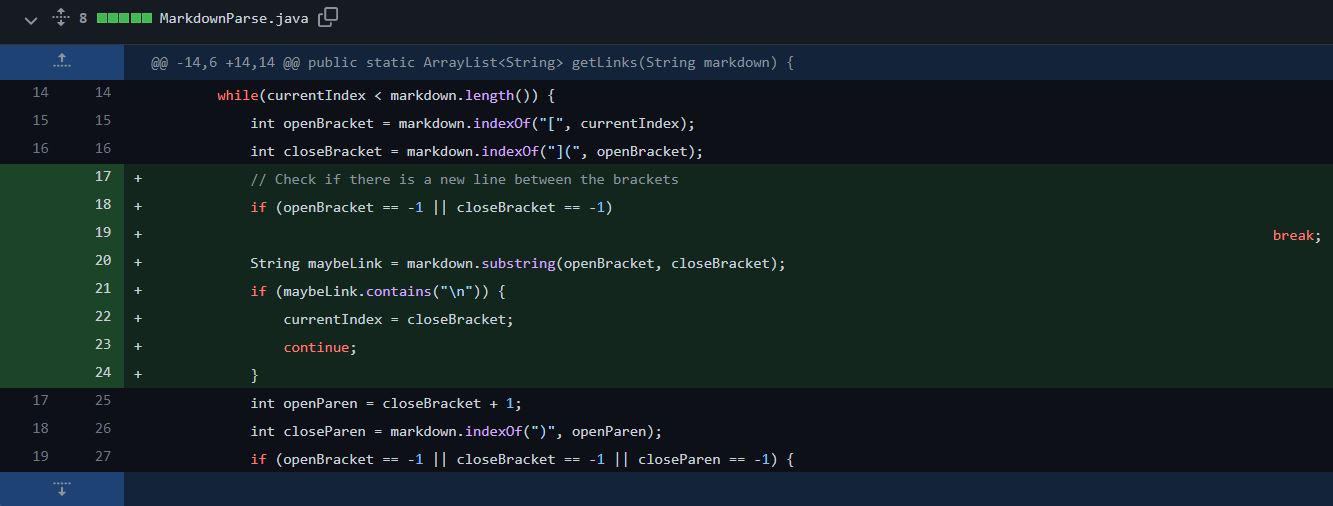 8 MarkdownParse.java
@@ -14,6 +14,14 @@ public static ArrayList<String> getLinks(String markdown) {
14 14 while(currentIndex < markdown.length()) {
15 15 int openBracket = markdown.indexOf("[", currentIndex);
16 16 int closeBracket = markdown.indexOf("](", openBracket);
17 + // Check if there is a new line between the brackets
18 + if (openBracket == -1 || closeBracket == -1)
19 + break;
20 + String maybeLink = markdown.substring(openBracket, closeBracket);
21 + if (maybeLink.contains("\n")) {
22 + currentIndex = closeBracket;
23 + continue;
24 + }
17 25 int openParen = closeBracket + 1;
18 26 int closeParen = markdown.indexOf(")", openParen);
19 27 if (openBracket == -1 || closeBracket == -1 || closeParen == -1) {